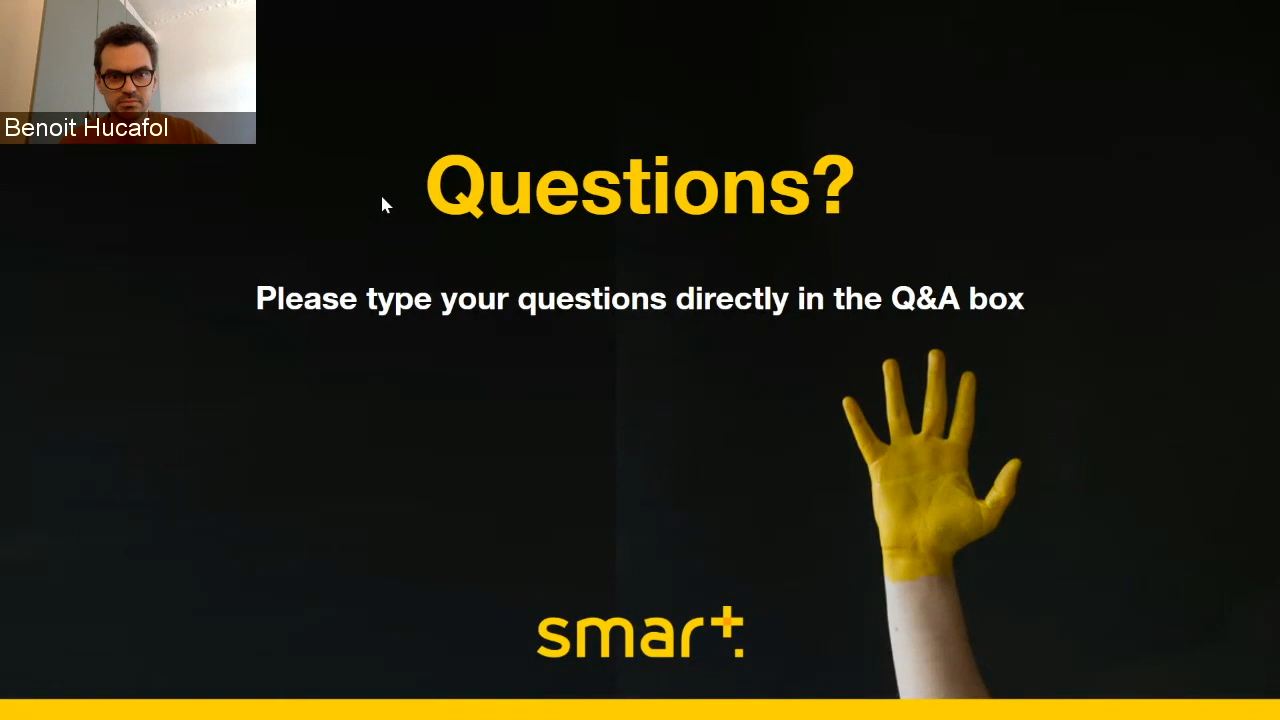 Benoit Hucafol
Questions?
Please type your questions directly in the Q&A box
smart.